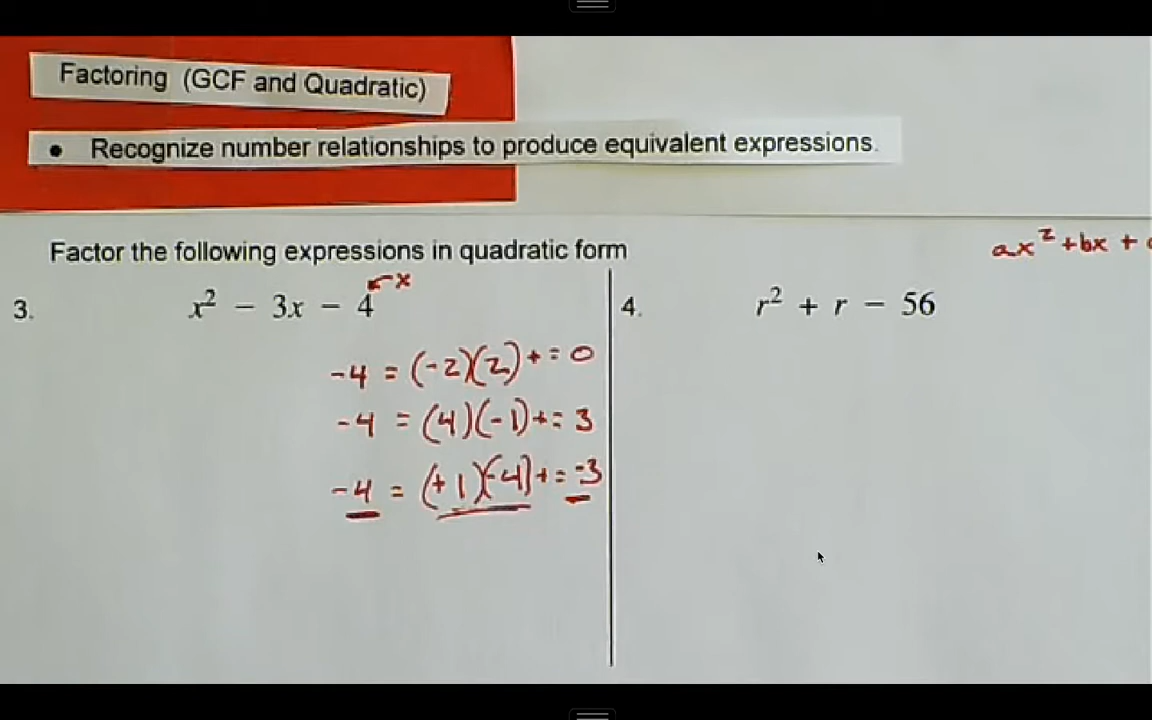 Factoring (GCF and Quadratic)
• Recognize number relationships to produce equivalent expressions.
Factor the following expressions in quadratic form
ax² + bx +
3. x² − 3x − 4
x
-4 = (-2)(2) + = 0
-4 = (4)(-1) + = 3
-4 = (+1)(-4) + = -3
4. r² + r − 56